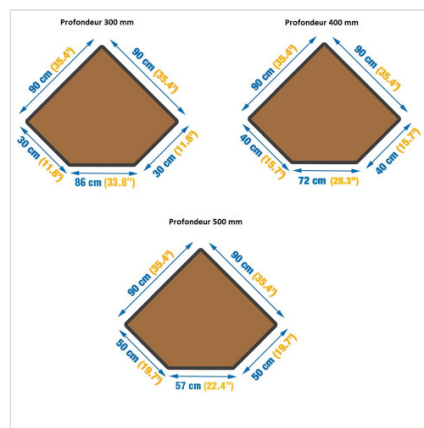 Profondeur 300 mm
90 cm (35.4")
90 cm (35.4")
30 cm (11.8")
30 cm (11.8")
86 cm (33.8")
Profondeur 400 mm
90 cm (35.4")
90 cm (35.4")
40 cm (15.7")
40 cm (15.7")
72 cm (28.3")
Profondeur 500 mm
90 cm (35.4")
90 cm (35.4")
50 cm (19.7")
50 cm (19.7")
57 cm (22.4")